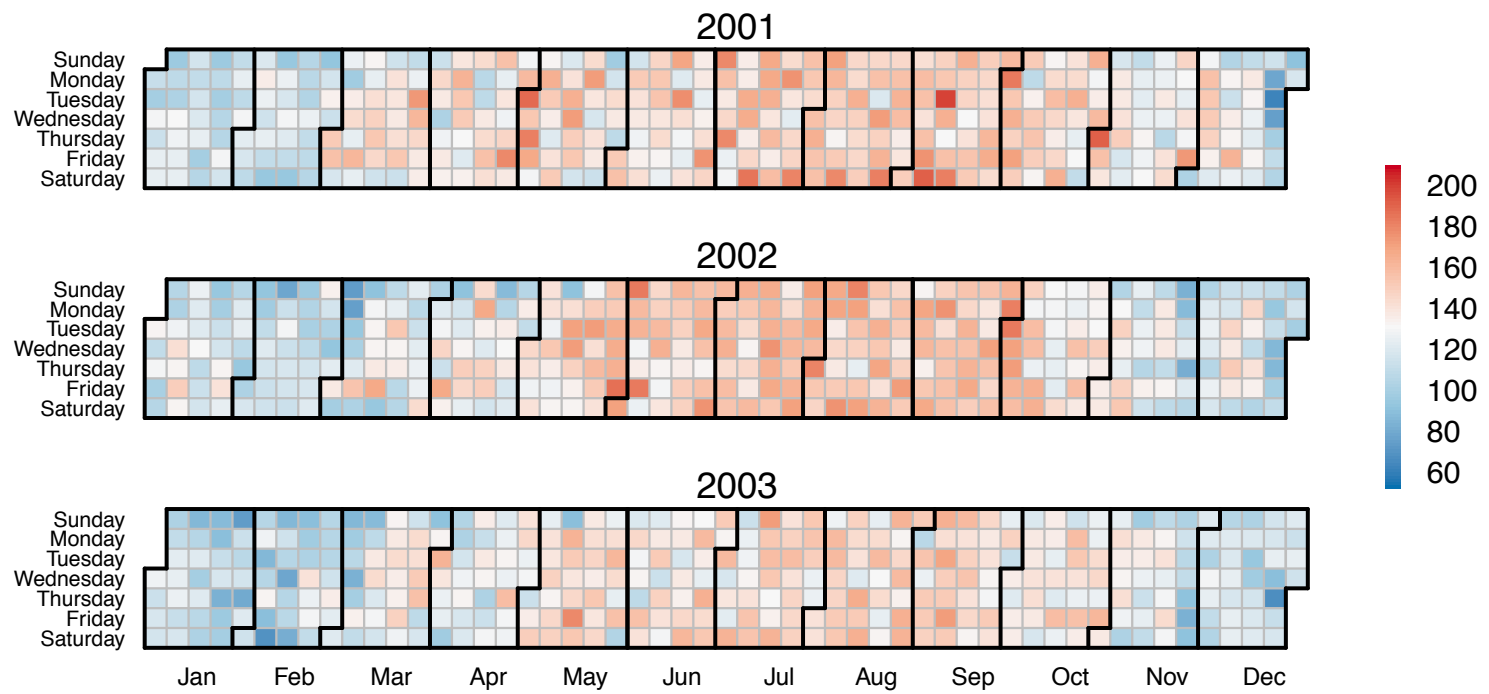 2001
Sunday
Monday
Tuesday
Wednesday
Thursday
Friday
Saturday
2002
Sunday
Monday
Tuesday
Wednesday
Thursday
Friday
Saturday
2003
Sunday
Monday
Tuesday
Wednesday
Thursday
Friday
Saturday
Jan Feb Mar Apr May Jun Jul Aug Sep Oct Nov Dec
200
180
160
140
120
100
80
60